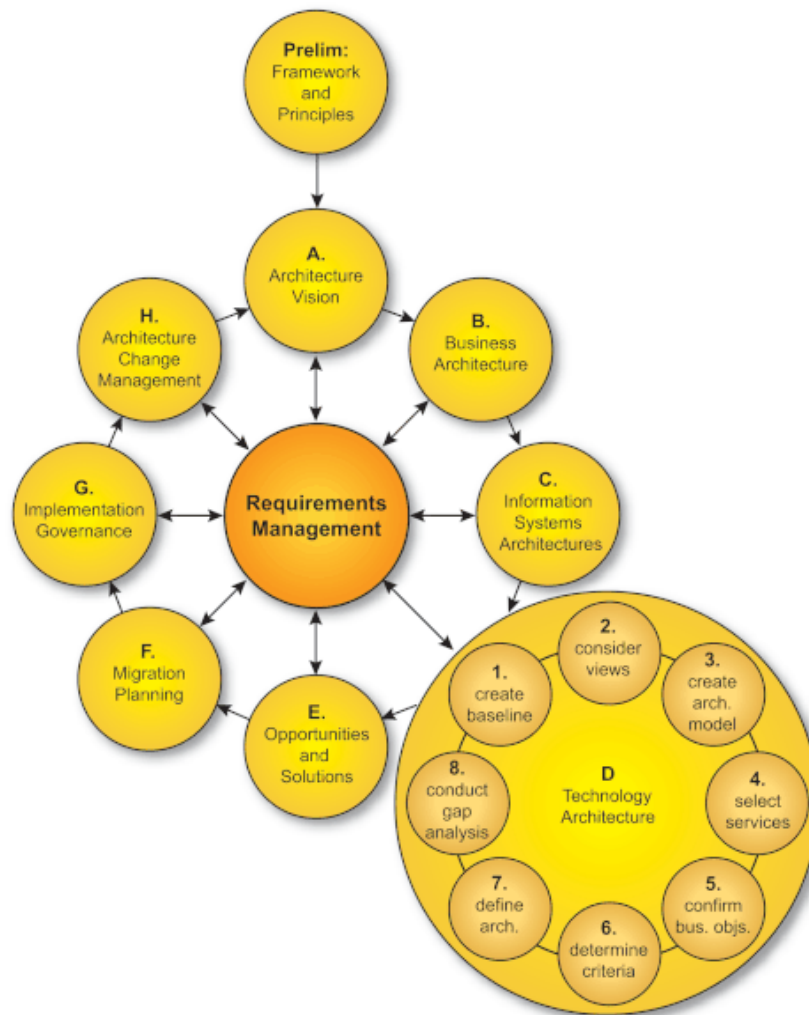 Prelim:
Framework
and
Principles
A.
Architecture
Vision
B.
Business
Architecture
C.
Information
Systems
Architectures
D
Technology
Architecture
1.
create
baseline
2.
consider
views
3.
create
arch.
model
4.
select
services
5.
confirm
bus. objs.
6.
determine
criteria
7.
define
arch.
8.
conduct
gap
analysis
E.
Opportunities
and
Solutions
F.
Migration
Planning
G.
Implementation
Governance
H.
Architecture
Change
Management
Requirements
Management